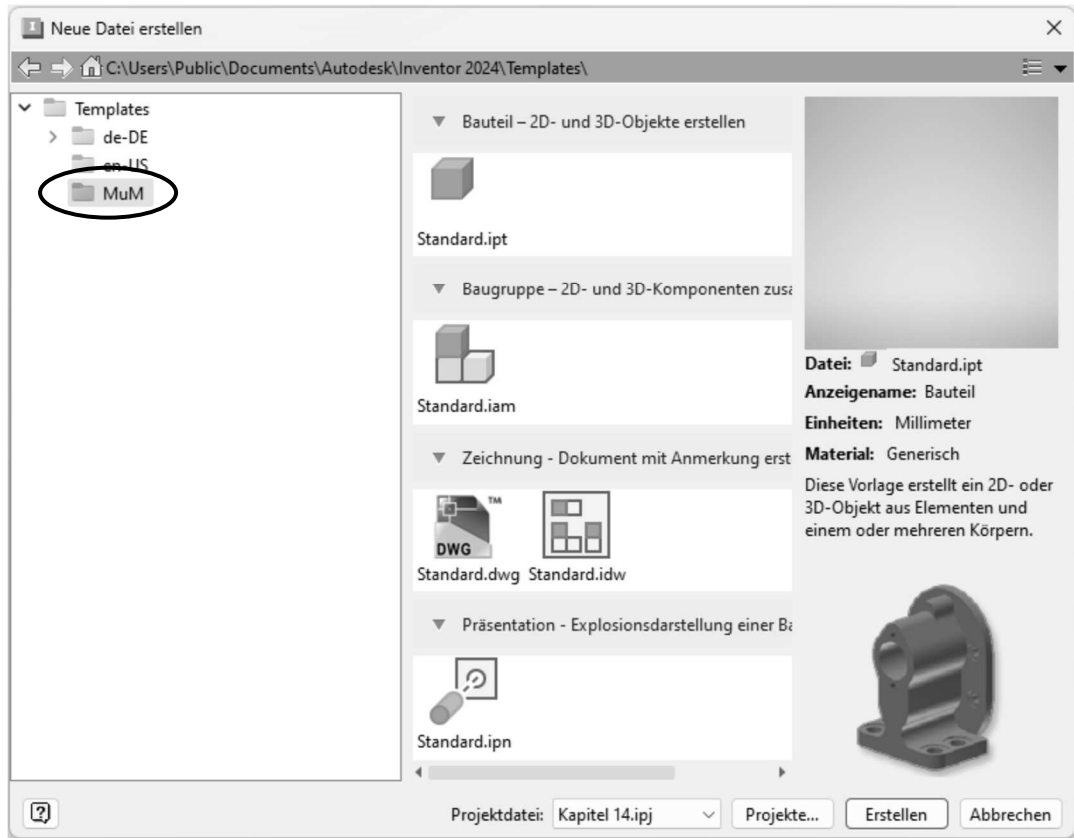 Neue Datei erstellen
C:\Users\Public\Documents\Autodesk\Inventor 2024\Templates\
Templates
de-DE
en-US
MuM
Bauteil – 2D- und 3D-Objekte erstellen
Standard.ipt
Baugruppe – 2D- und 3D-Komponenten zusa
Standard.iam
Zeichnung - Dokument mit Anmerkung erst
TM
DWG
Standard.dwg Standard.idw
Präsentation - Explosionsdarstellung einer Ba
Standard.ipn
Datei: Standard.ipt
Anzeigename: Bauteil
Einheiten: Millimeter
Material: Generisch
Diese Vorlage erstellt ein 2D- oder
3D-Objekt aus Elementen und
einem oder mehreren Körpern.
Projektdatei: Kapitel 14.ipj Projekte... Erstellen Abbrechen